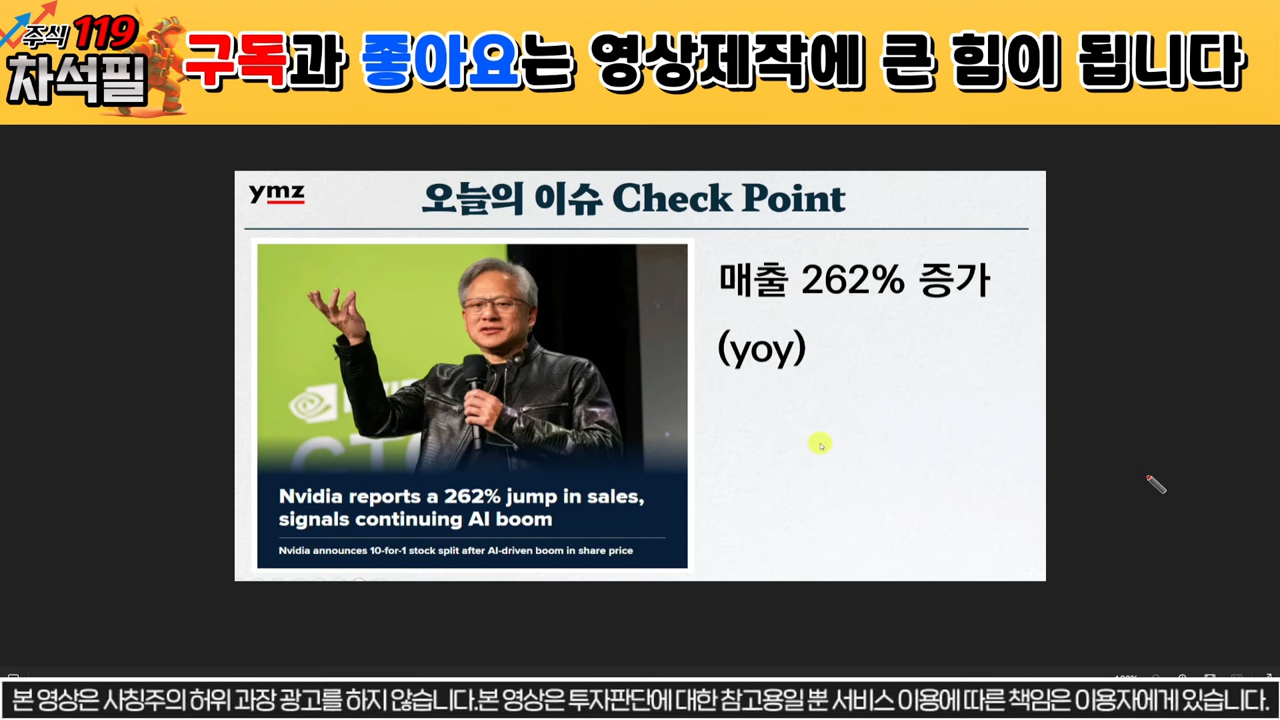 주식 119
차석필
구독과 좋아요는 영상제작에 큰 힘이 됩니다
ymz
오늘의 이슈 Check Point
매출 262% 증가
(yoy)
Nvidia reports a 262% jump in sales,
signals continuing AI boom
Nvidia announces 10-for-1 stock split after AI-driven boom in share price
본 영상은 사칭주의 허위 과장 광고를 하지 않습니다.본 영상은 투자판단에 대한 참고용일 뿐 서비스 이용에 따른 책임은 이용자에게 있습니다.